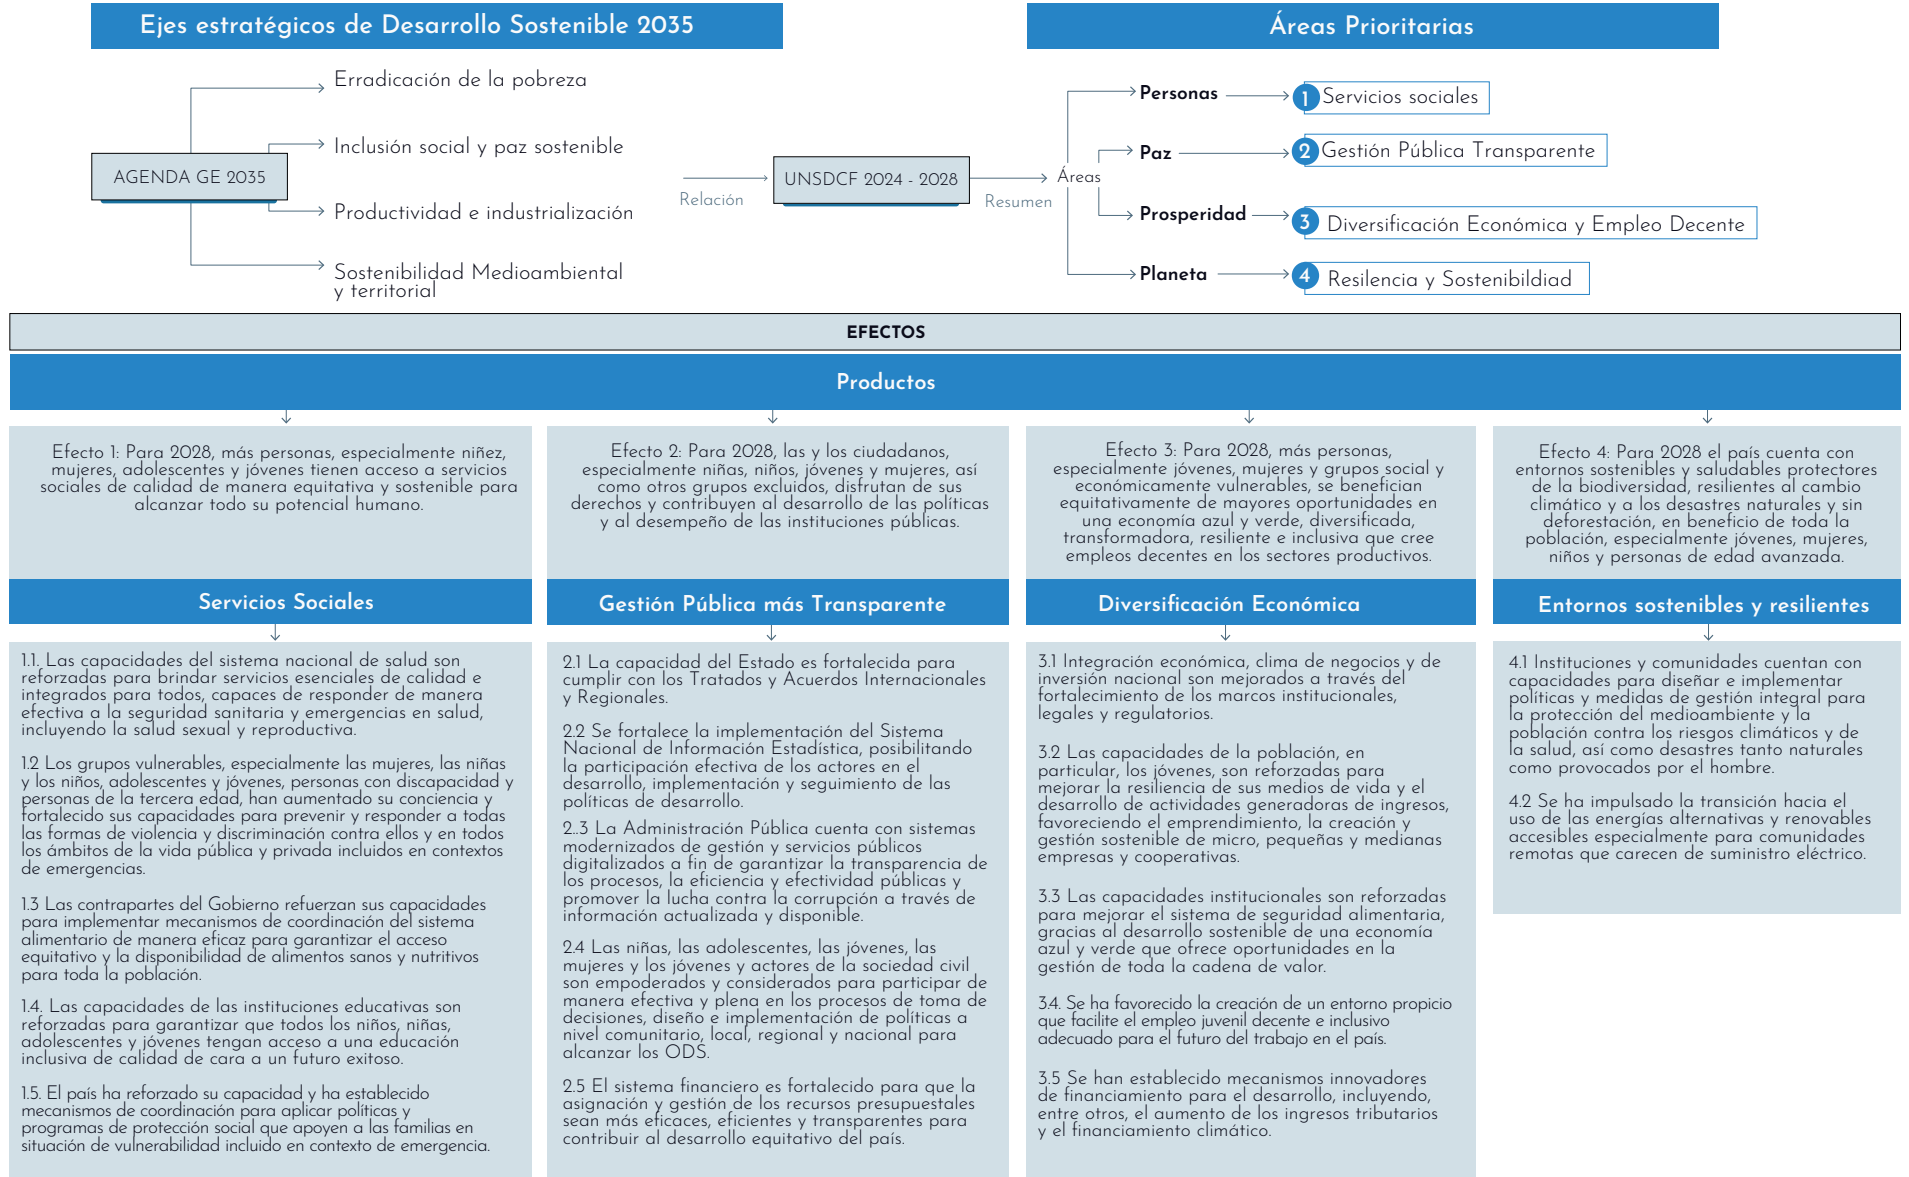 Ejes estratégicos de Desarrollo Sostenible 2035
Áreas Prioritarias
AGENDA GE 2035
Erradicación de la pobreza
Inclusión social y paz sostenible
Productividad e industrialización
Sostenibilidad Medioambiental
y territorial
Relación
UNSDCF 2024 - 2028
Resumen
Áreas
Personas
1 Servicios sociales
Paz
2 Gestión Pública Transparente
Prosperidad
3 Diversificación Económica y Empleo Decente
Planeta
4 Resilencia y Sostenibildiad
EFECTOS
Productos
Efecto 1: Para 2028, más personas, especialmente niñez,
mujeres, adolescentes y jóvenes tienen acceso a servicios
sociales de calidad de manera equitativa y sostenible para
alcanzar todo su potencial humano.
Servicios Sociales
1.1. Las capacidades del sistema nacional de salud son
reforzadas para brindar servicios esenciales de calidad e
integrados para todos, capaces de responder de manera
efectiva a la seguridad sanitaria y emergencias en salud,
incluyendo la salud sexual y reproductiva.
1.2 Los grupos vulnerables, especialmente las mujeres, las niñas
y los niños, adolescentes y jóvenes, personas con discapacidad y
personas de la tercera edad, han aumentado su conciencia y
fortalecido sus capacidades para prevenir y responder a todas
las formas de violencia y discriminación contra ellos y en todos
los ámbitos de la vida pública y privada incluidos en contextos
de emergencias.
1.3 Las contrapartes del Gobierno refuerzan sus capacidades
para implementar mecanismos de coordinación del sistema
alimentario de manera eficaz para garantizar el acceso
equitativo y la disponibilidad de alimentos sanos y nutritivos
para toda la población.
1.4. Las capacidades de las instituciones educativas son
reforzadas para garantizar que todos los niños, niñas,
adolescentes y jóvenes tengan acceso a una educación
inclusiva de calidad de cara a un futuro exitoso.
1.5. El país ha reforzado su capacidad y ha establecido
mecanismos de coordinación para aplicar políticas y
programas de protección social que apoyen a las familias en
situación de vulnerabilidad incluido en contexto de emergencia.
Efecto 2: Para 2028, las y los ciudadanos,
especialmente niñas, niños, jóvenes y mujeres, así
como otros grupos excluidos, disfrutan de sus
derechos y contribuyen al desarrollo de las políticas
y al desempeño de las instituciones públicas.
Gestión Pública más Transparente
2.1 La capacidad del Estado es fortalecida para
cumplir con los Tratados y Acuerdos Internacionales
y Regionales.
2.2 Se fortalece la implementación del Sistema
Nacional de Información Estadística, posibilitando
la participación efectiva de los actores en el
desarrollo, implementación y seguimiento de las
políticas de desarrollo.
2..3 La Administración Pública cuenta con sistemas
modernizados de gestión y servicios públicos
digitalizados a fin de garantizar la transparencia de
los procesos, la eficiencia y efectividad públicas y
promover la lucha contra la corrupción a través de
información actualizada y disponible.
2.4 Las niñas, las adolescentes, las jóvenes, las
mujeres y los jóvenes y actores de la sociedad civil
son empoderados y considerados para participar de
manera efectiva y plena en los procesos de toma de
decisiones, diseño e implementación de políticas a
nivel comunitario, local, regional y nacional para
alcanzar los ODS.
2.5 El sistema financiero es fortalecido para que la
asignación y gestión de los recursos presupuestales
sean más eficaces, eficientes y transparentes para
contribuir al desarrollo equitativo del país.
Efecto 3: Para 2028, más personas,
especialmente jóvenes, mujeres y grupos social y
económicamente vulnerables, se benefician
equitativamente de mayores oportunidades en
una economía azul y verde, diversificada,
transformadora, resiliente e inclusiva que cree
empleos decentes en los sectores productivos.
Diversificación Económica
3.1 Integración económica, clima de negocios y de
inversión nacional son mejorados a través del
fortalecimiento de los marcos institucionales,
legales y regulatorios.
3.2 Las capacidades de la población, en
particular, los jóvenes, son reforzadas para
mejorar la resiliencia de sus medios de vida y el
desarrollo de actividades generadoras de ingresos,
favoreciendo el emprendimiento, la creación y
gestión sostenible de micro, pequeñas y medianas
empresas y cooperativas.
3.3 Las capacidades institucionales son reforzadas
para mejorar el sistema de seguridad alimentaria,
gracias al desarrollo sostenible de una economía
azul y verde que ofrece oportunidades en la
gestión de toda la cadena de valor.
3.4. Se ha favorecido la creación de un entorno propicio
que facilite el empleo juvenil decente e inclusivo
adecuado para el futuro del trabajo en el país.
3.5 Se han establecido mecanismos innovadores
de financiamiento para el desarrollo, incluyendo,
entre otros, el aumento de los ingresos tributarios
y el financiamiento climático.
Efecto 4: Para 2028 el país cuenta con
entornos sostenibles y saludables protectores
de la biodiversidad, resilientes al cambio
climático y a los desastres naturales y sin
deforestación, en beneficio de toda la
población, especialmente jóvenes, mujeres,
niños y personas de edad avanzada.
Entornos sostenibles y resilientes
4.1 Instituciones y comunidades cuentan con
capacidades para diseñar e implementar
políticas y medidas de gestión integral para
la protección del medioambiente y la
población contra los riesgos climáticos y de
la salud, así como desastres tanto naturales
como provocados por el hombre.
4.2 Se ha impulsado la transición hacia el
uso de las energías alternativas y renovables
accesibles especialmente para comunidades
remotas que carecen de suministro eléctrico.